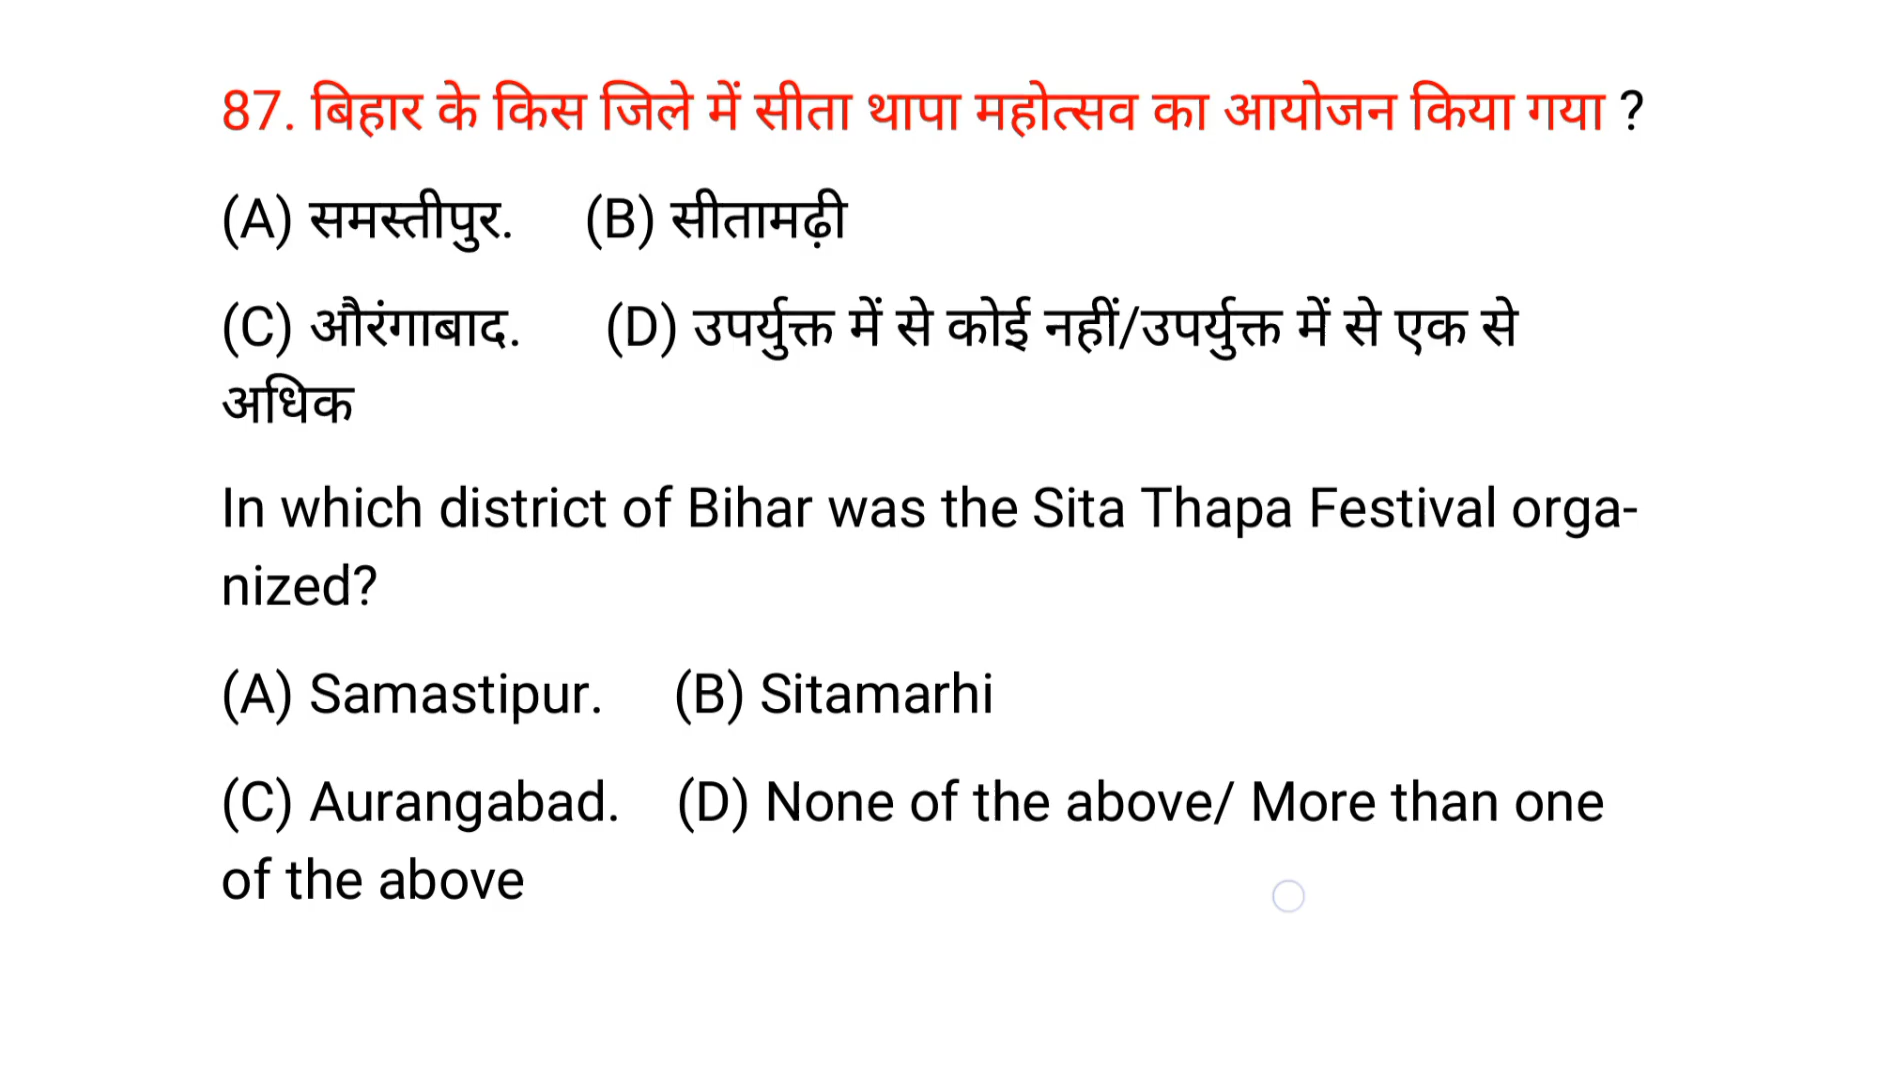 87. बिहार के किस जिले में सीता थापा महोत्सव का आयोजन किया गया ?
(A) समस्तीपुर. (B) सीतामढ़ी
(C) औरंगाबाद. (D) उपर्युक्त में से कोई नहीं/उपर्युक्त में से एक से
अधिक
In which district of Bihar was the Sita Thapa Festival orga-
nized?
(A) Samastipur. (B) Sitamarhi
(C) Aurangabad. (D) None of the above/ More than one
of the above